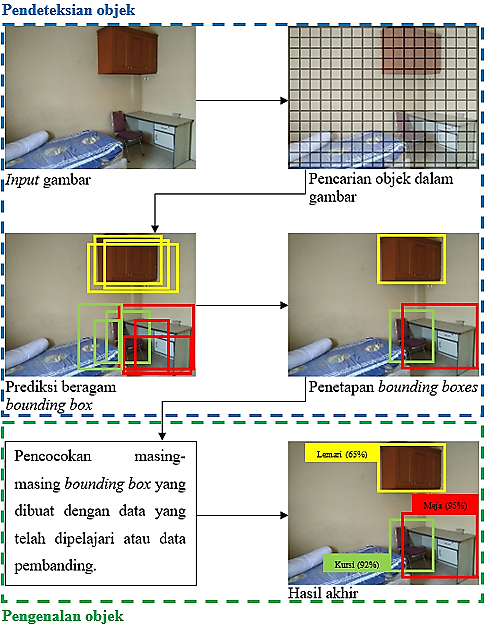 Pendeteksian objek
Input gambar
Pencarian objek dalam
gambar
Prediksi beragam
bounding box
Penetapan bounding boxes
Pencocokan masing-
masing bounding box yang
dibuat dengan data yang
telah dipelajari atau data
pembanding.
Lemari (65%)
Meja (95%)
Kursi (92%)
Hasil akhir
Pengenalan objek